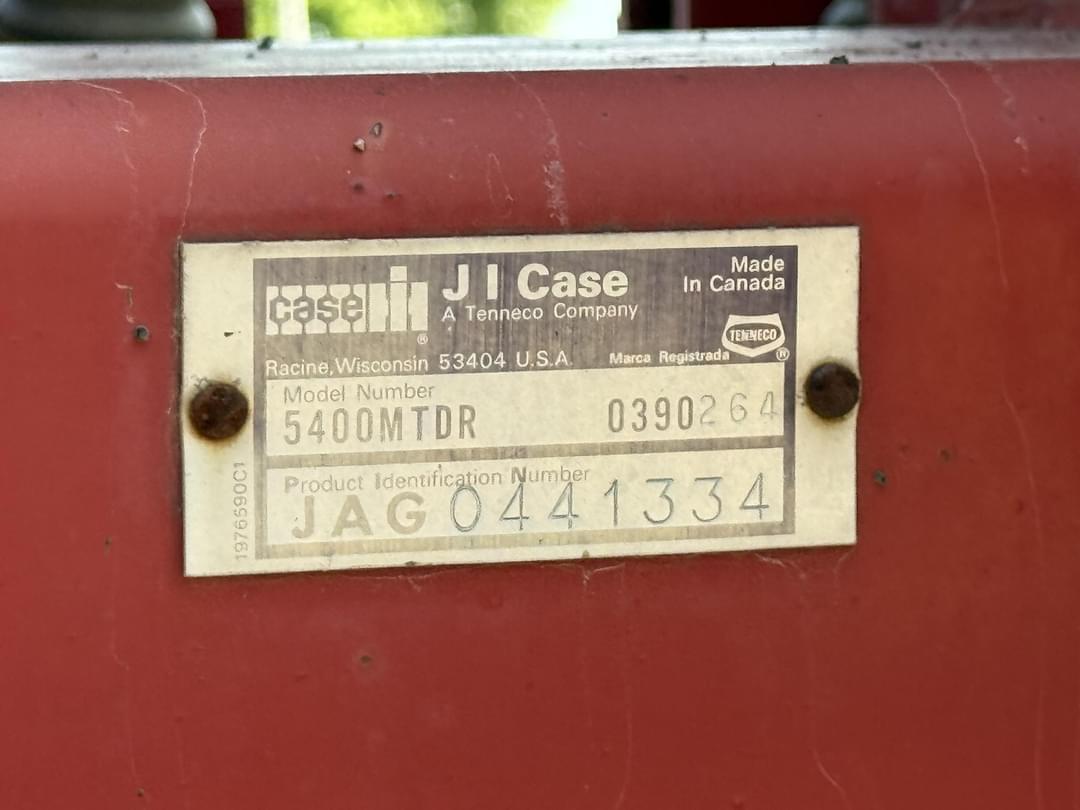 case IH ®
J I Case
A Tenneco Company
Made
In Canada
TENNECO ®
Racine, Wisconsin 53404 U.S.A.
Marca Registrada
Model Number
5400MTDR 0390264
Product Identification Number
JAG0441334
1976590C1